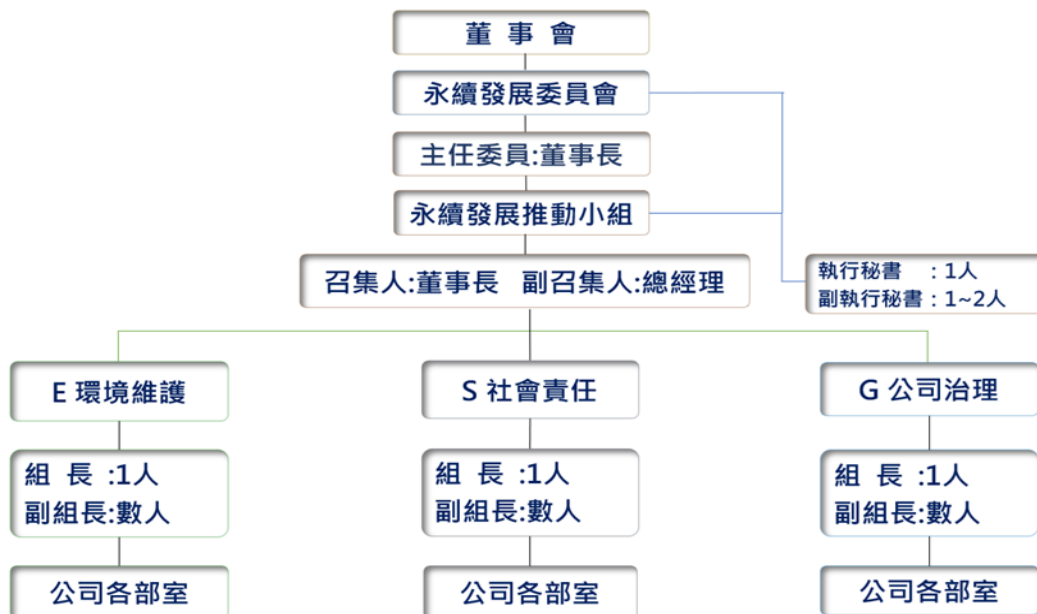 董 事 會
永續發展委員會
主任委員:董事長
永續發展推動小組
召集人:董事長 副召集人:總經理
執行秘書 : 1人
副執行秘書 : 1~2人
E 環境維護
S 社會責任
G 公司治理
組 長 :1人
副組長:數人
組 長 :1人
副組長:數人
組 長 :1人
副組長:數人
公司各部室
公司各部室
公司各部室